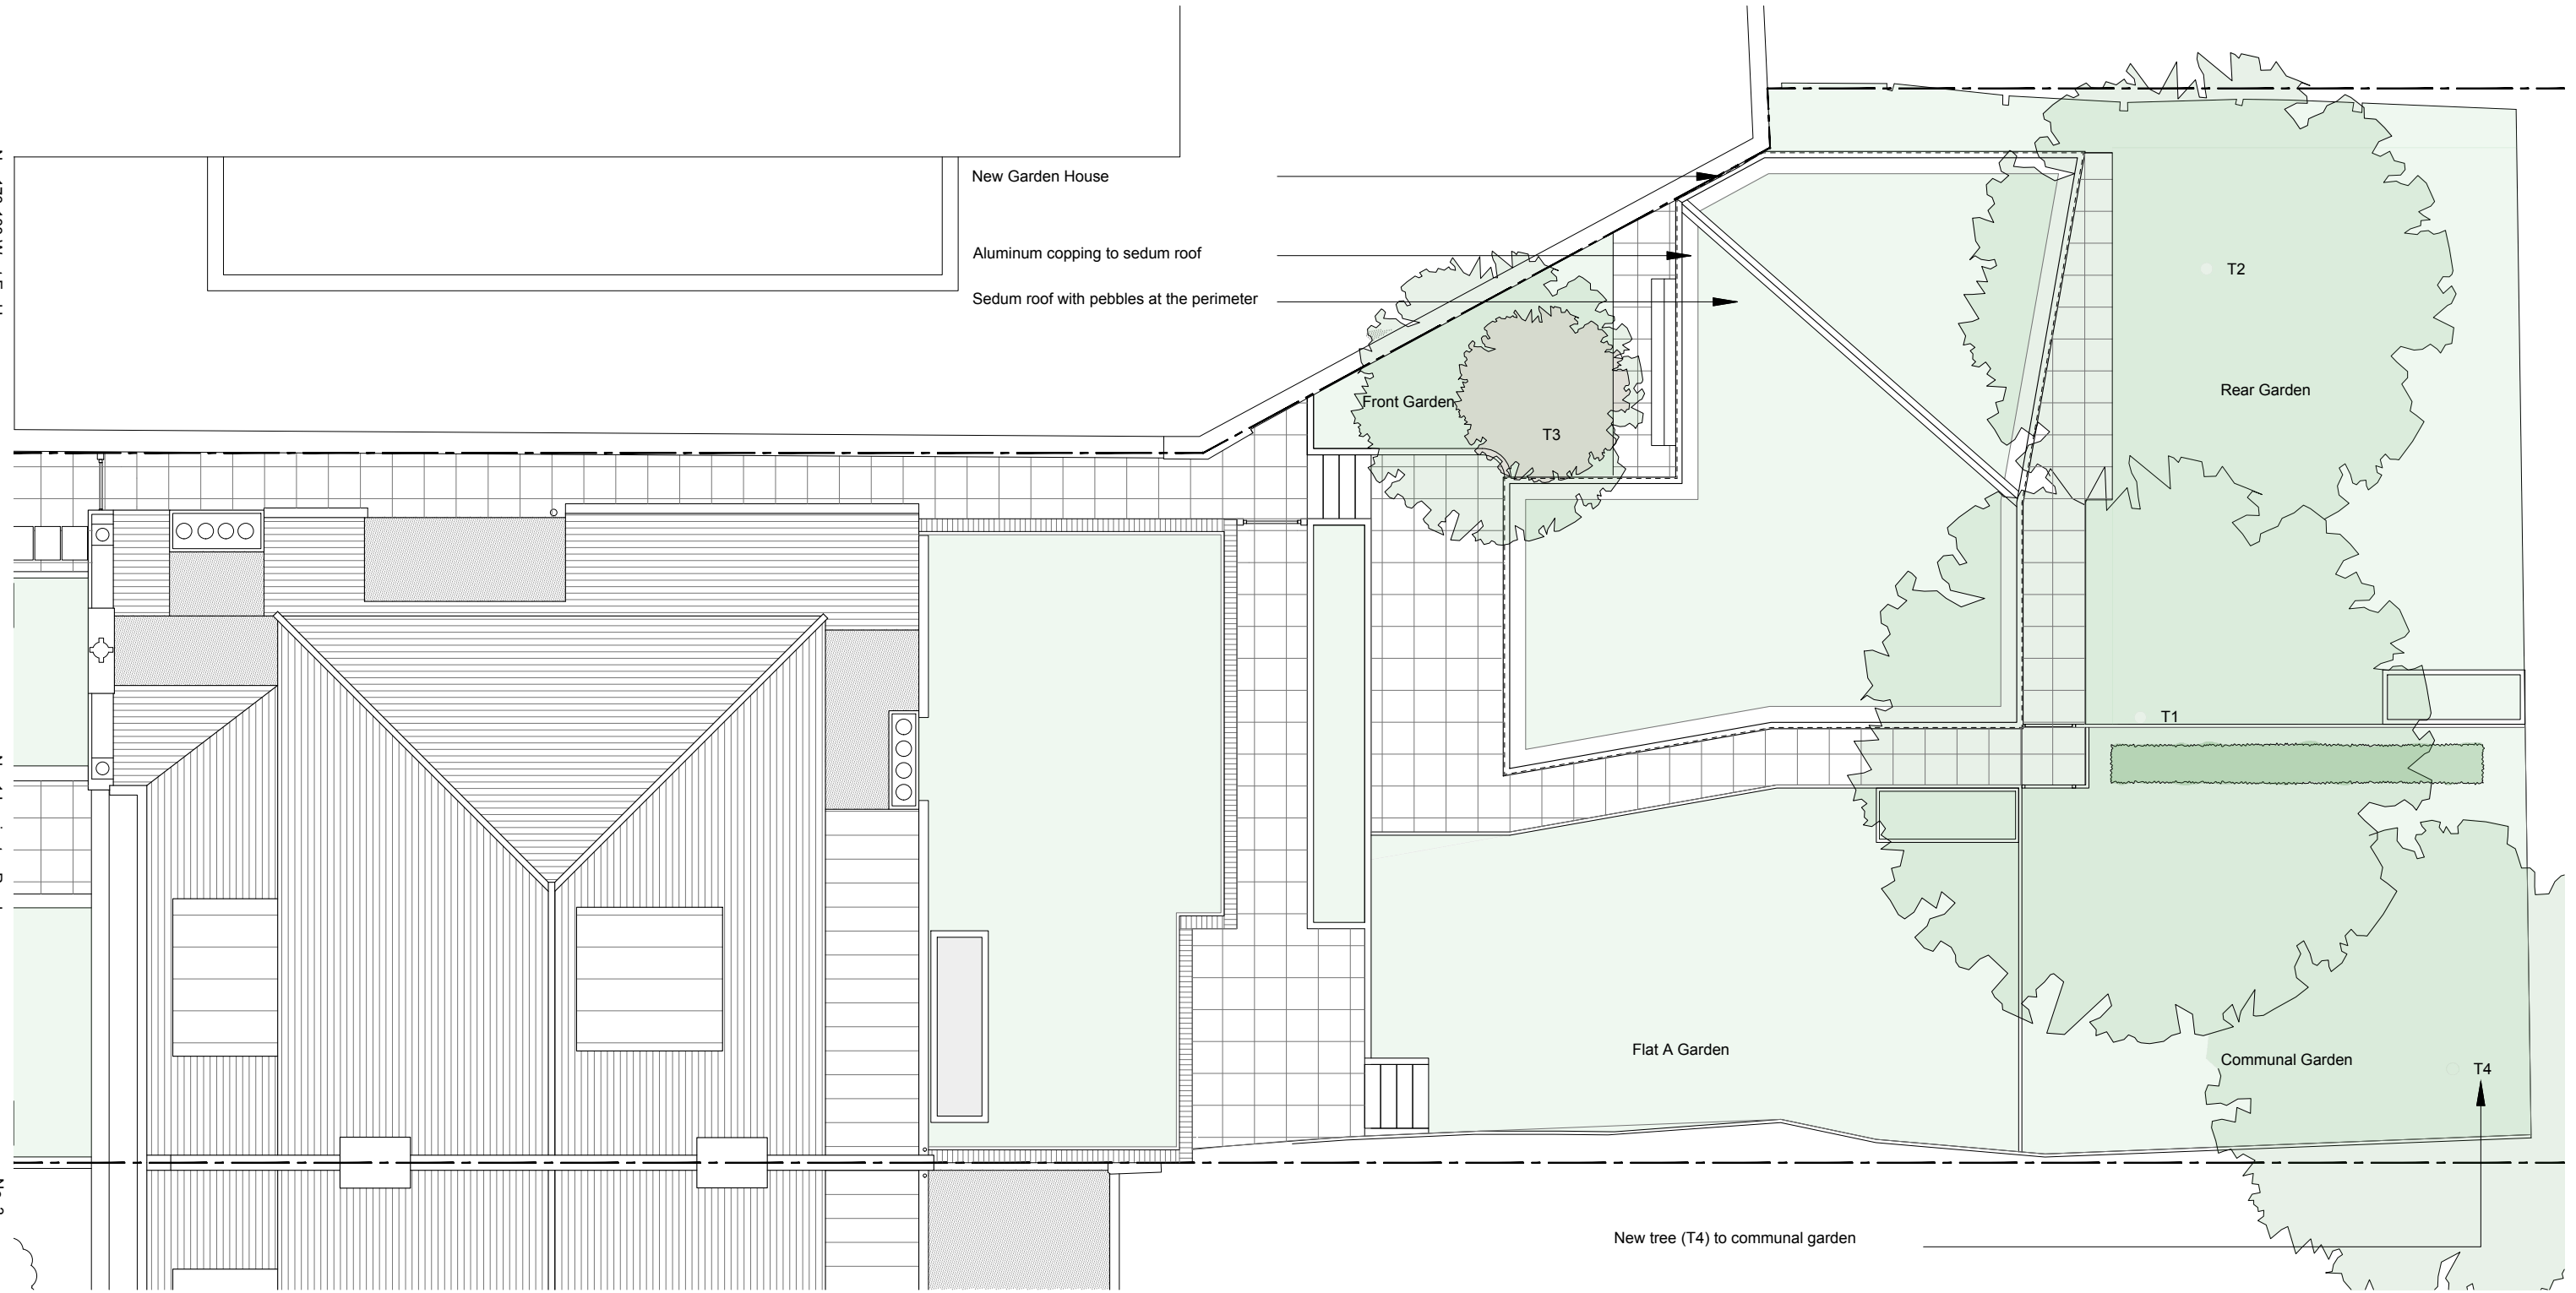 New Garden House
Aluminum copping to sedum roof
Sedum roof with pebbles at the perimeter
T2
Rear Garden
Front Garden
T3
T1
Flat A Garden
Communal Garden
T4
New tree (T4) to communal garden